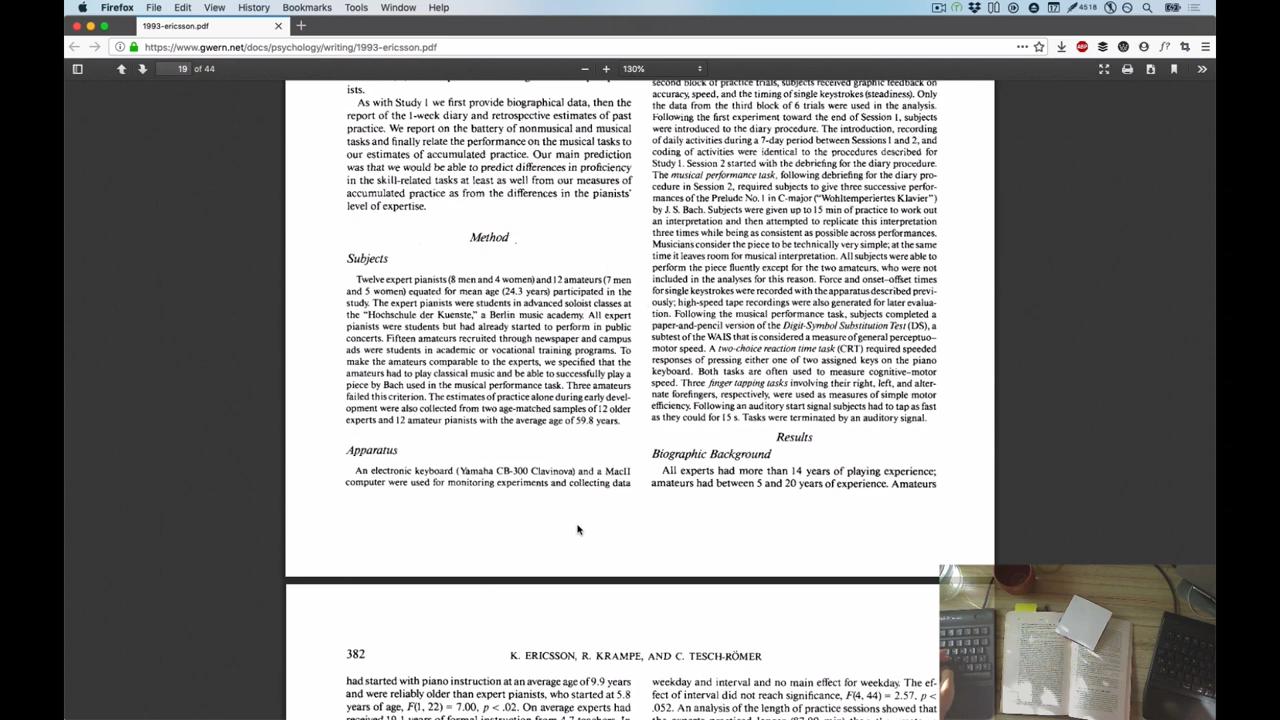 Firefox File Edit View History Bookmarks Tools Window Help
17 4518
1993-ericsson.pdf
https://www.gwern.net/docs/psychology/writing/1993-ericsson.pdf
ABP
f?
19 of 44
130%
ists.
As with Study 1 we first provide biographical data, then the
report of the 1-week diary and retrospective estimates of past
practice. We report on the battery of nonmusical and musical
tasks and finally relate the performance on the musical tasks to
our estimates of accumulated practice. Our main prediction
was that we would be able to predict differences in proficiency
in the skill-related tasks at least as well from our measures of
accumulated practice as from the differences in the pianists'
level of expertise.
Method
Subjects
Twelve expert pianists (8 men and 4 women) and 12 amateurs (7 men
and 5 women) equated for mean age (24.3 years) participated in the
study. The expert pianists were students in advanced soloist classes at
the "Hochschule der Kuenste," a Berlin music academy. All expert
pianists were students but had already started to perform in public
concerts. Fifteen amateurs recruited through newspaper and campus
ads were students in academic or vocational training programs. To
make the amateurs comparable to the experts, we specified that the
amateurs had to play classical music and be able to successfully play a
piece by Bach used in the musical performance task. Three amateurs
failed this criterion. The estimates of practice alone during early devel-
opment were also collected from two age-matched samples of 12 older
experts and 12 amateur pianists with the average age of 59.8 years.
Apparatus
An electronic keyboard (Yamaha CB-300 Clavinova) and a MacII
computer were used for monitoring experiments and collecting data
second block of practice trials, subjects received graphic feedback on
accuracy, speed, and the timing of single keystrokes (steadiness). Only
the data from the third block of 6 trials were used in the analysis.
Following the first experiment toward the end of Session 1, subjects
were introduced to the diary procedure. The introduction, recording
of daily activities during a 7-day period between Sessions 1 and 2, and
coding of activities were identical to the procedures described for
Study 1. Session 2 started with the debriefing for the diary procedure.
The musical performance task, following debriefing for the diary pro-
cedure in Session 2, required subjects to give three successive perfor-
mances of the Prelude No. 1 in C-major ("Wohltemperiertes Klavier")
by J. S. Bach. Subjects were given up to 15 min of practice to work out
an interpretation and then attempted to replicate this interpretation
three times while being as consistent as possible across performances.
Musicians consider the piece to be technically very simple; at the same
time it leaves room for musical interpretation. All subjects were able to
perform the piece fluently except for the two amateurs, who were not
included in the analyses for this reason. Force and onset-offset times
for single keystrokes were recorded with the apparatus described previ-
ously; high-speed tape recordings were also generated for later evalua-
tion. Following the musical performance task, subjects completed a
paper-and-pencil version of the Digit-Symbol Substitution Test (DS), a
subtest of the WAIS that is considered a measure of general perceptuo-
motor speed. A two-choice reaction time task (CRT) required speeded
responses of pressing either one of two assigned keys on the piano
keyboard. Both tasks are often used to measure cognitive-motor
speed. Three finger tapping tasks involving their right, left, and alter-
nate forefingers, respectively, were used as measures of simple motor
efficiency. Following an auditory start signal subjects had to tap as fast
as they could for 15 s. Tasks were terminated by an auditory signal.
Results
Biographic Background
All experts had more than 14 years of playing experience;
amateurs had between 5 and 20 years of experience. Amateurs
382 K. ERICSSON, R. KRAMPE, AND C. TESCH-RÖMER
had started with piano instruction at an average age of 9.9 years
and were reliably older than expert pianists, who started at 5.8
years of age, F(1, 22) = 7.00, p < .02. On average experts had
weekday and interval and no main effect for weekday. The ef-
fect of interval did not reach significance, F(4, 44) = 2.57, p <
.052. An analysis of the length of practice sessions showed that